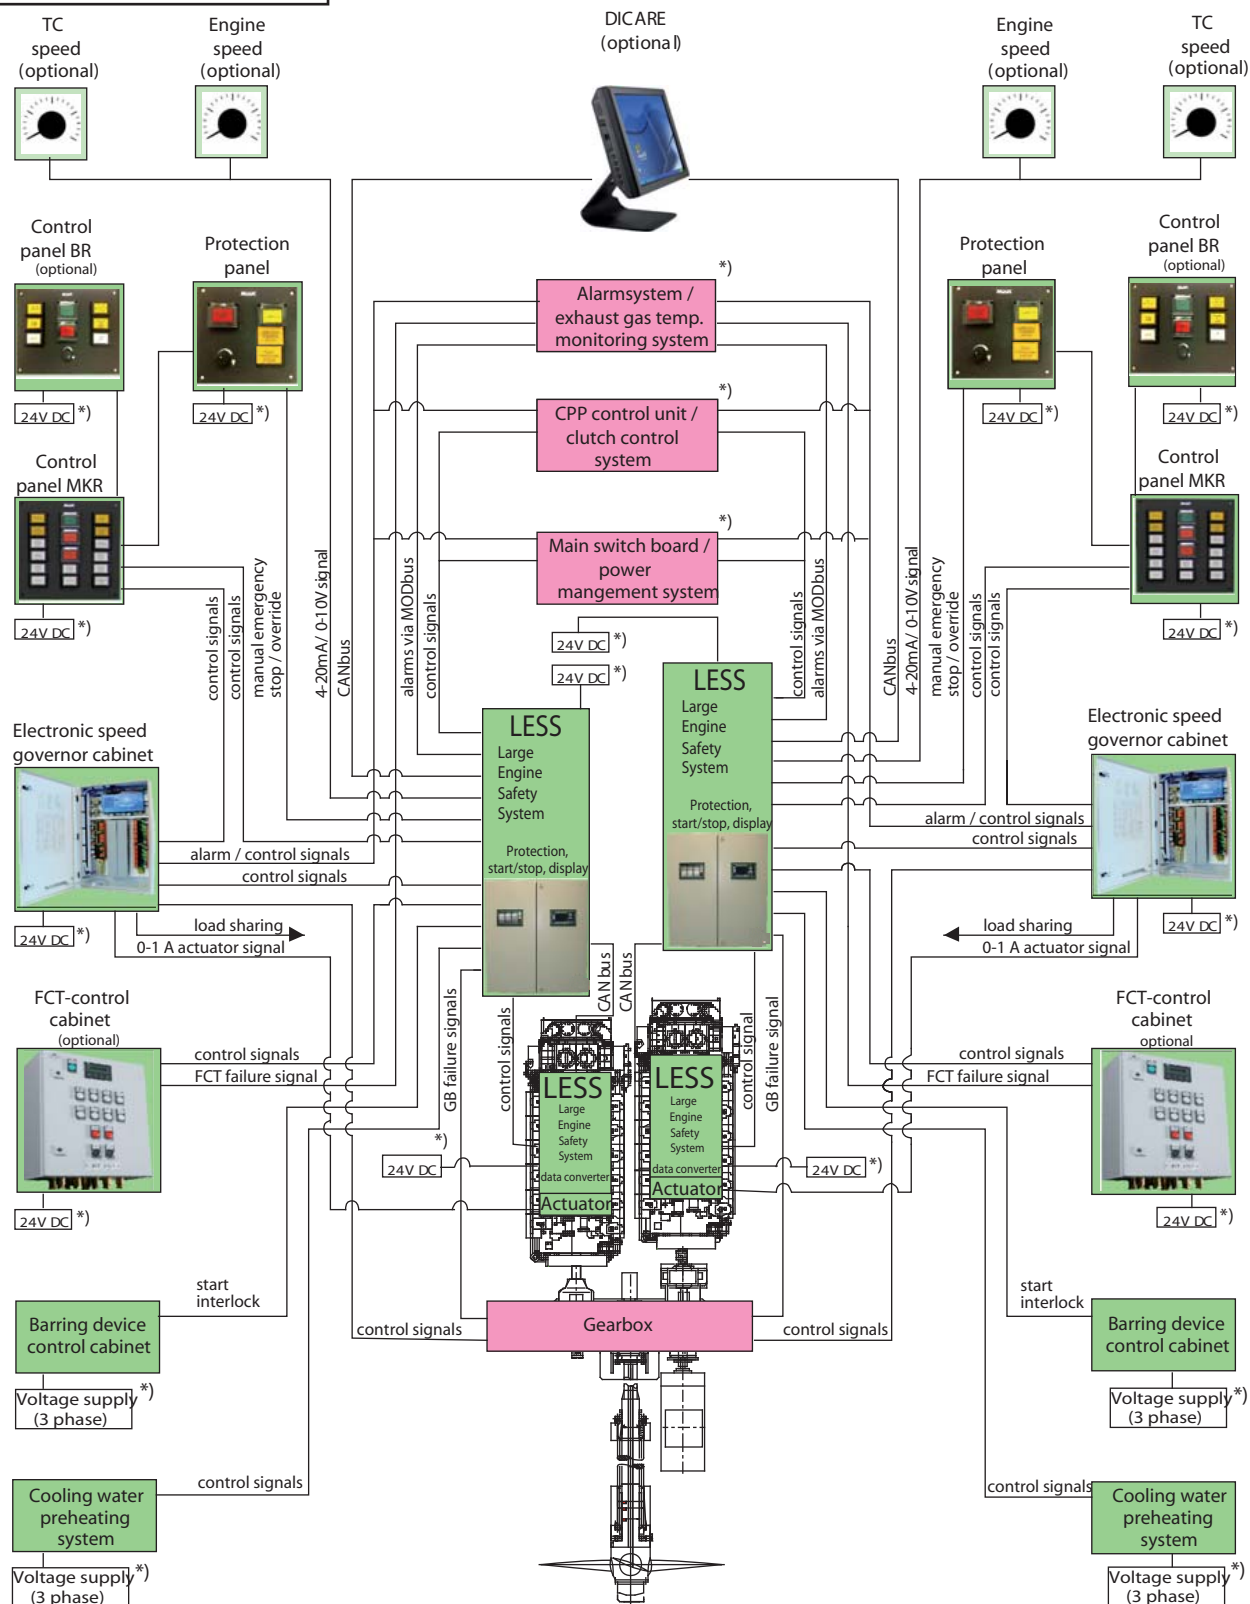 TC
speed
(optional)
Engine
speed
(optional)
DICARE
(optional)
Engine
speed
(optional)
TC
speed
(optional)
Control
panel BR
(optional)
Protection
panel
Protection
panel
Control
panel BR
(optional)
*)
Alarmsystem /
exhaust gas temp.
monitoring system
24V DC *)
24V DC *)
*)
CPP control unit /
clutch control
system
24V DC *)
24V DC *)
Control
panel MKR
Control
panel MKR
*)
Main switch board /
power
mangement system
24V DC *)
24V DC *)
control signals
control signals
manual emergency
stop / override
4-20mA/ 0-10V signal
CANbus
alarms via MODbus
control signals
control signals
alarms via MODbus
CANbus
4-20mA/ 0-10V signal
manual emergency
stop / override
control signals
control signals
24V DC *)
24V DC *)
LESS
Large
Engine
Safety
System
Protection,
start/stop, display
LESS
Large
Engine
Safety
System
Protection,
start/stop, display
Electronic speed
governor cabinet
Electronic speed
governor cabinet
alarm / control signals
control signals
alarm / control signals
control signals
24V DC *)
load sharing
0-1 A actuator signal
load sharing
0-1 A actuator signal
24V DC *)
CANbus
CANbus
GB failure signals
control signals
control signal
GB failure signal
FCT-control
cabinet
(optional)
control signals
FCT failure signal
FCT-control
cabinet
optional
control signals
FCT failure signal
LESS
Large
Engine
Safety
System
data converter
Actuator
LESS
Large
Engine
Safety
System
data converter
Actuator
*)
24V DC
24V DC *)
24V DC *)
24V DC *)
start
interlock
start
interlock
Barring device
control cabinet
control signals
Gearbox
control signals
Barring device
control cabinet
Voltage supply *)
(3 phase)
Voltage supply *)
(3 phase)
control signals
control signals
Cooling water
preheating
system
Cooling water
preheating
system
Voltage supply *)
(3 phase)
Voltage supply *)
(3 phase)